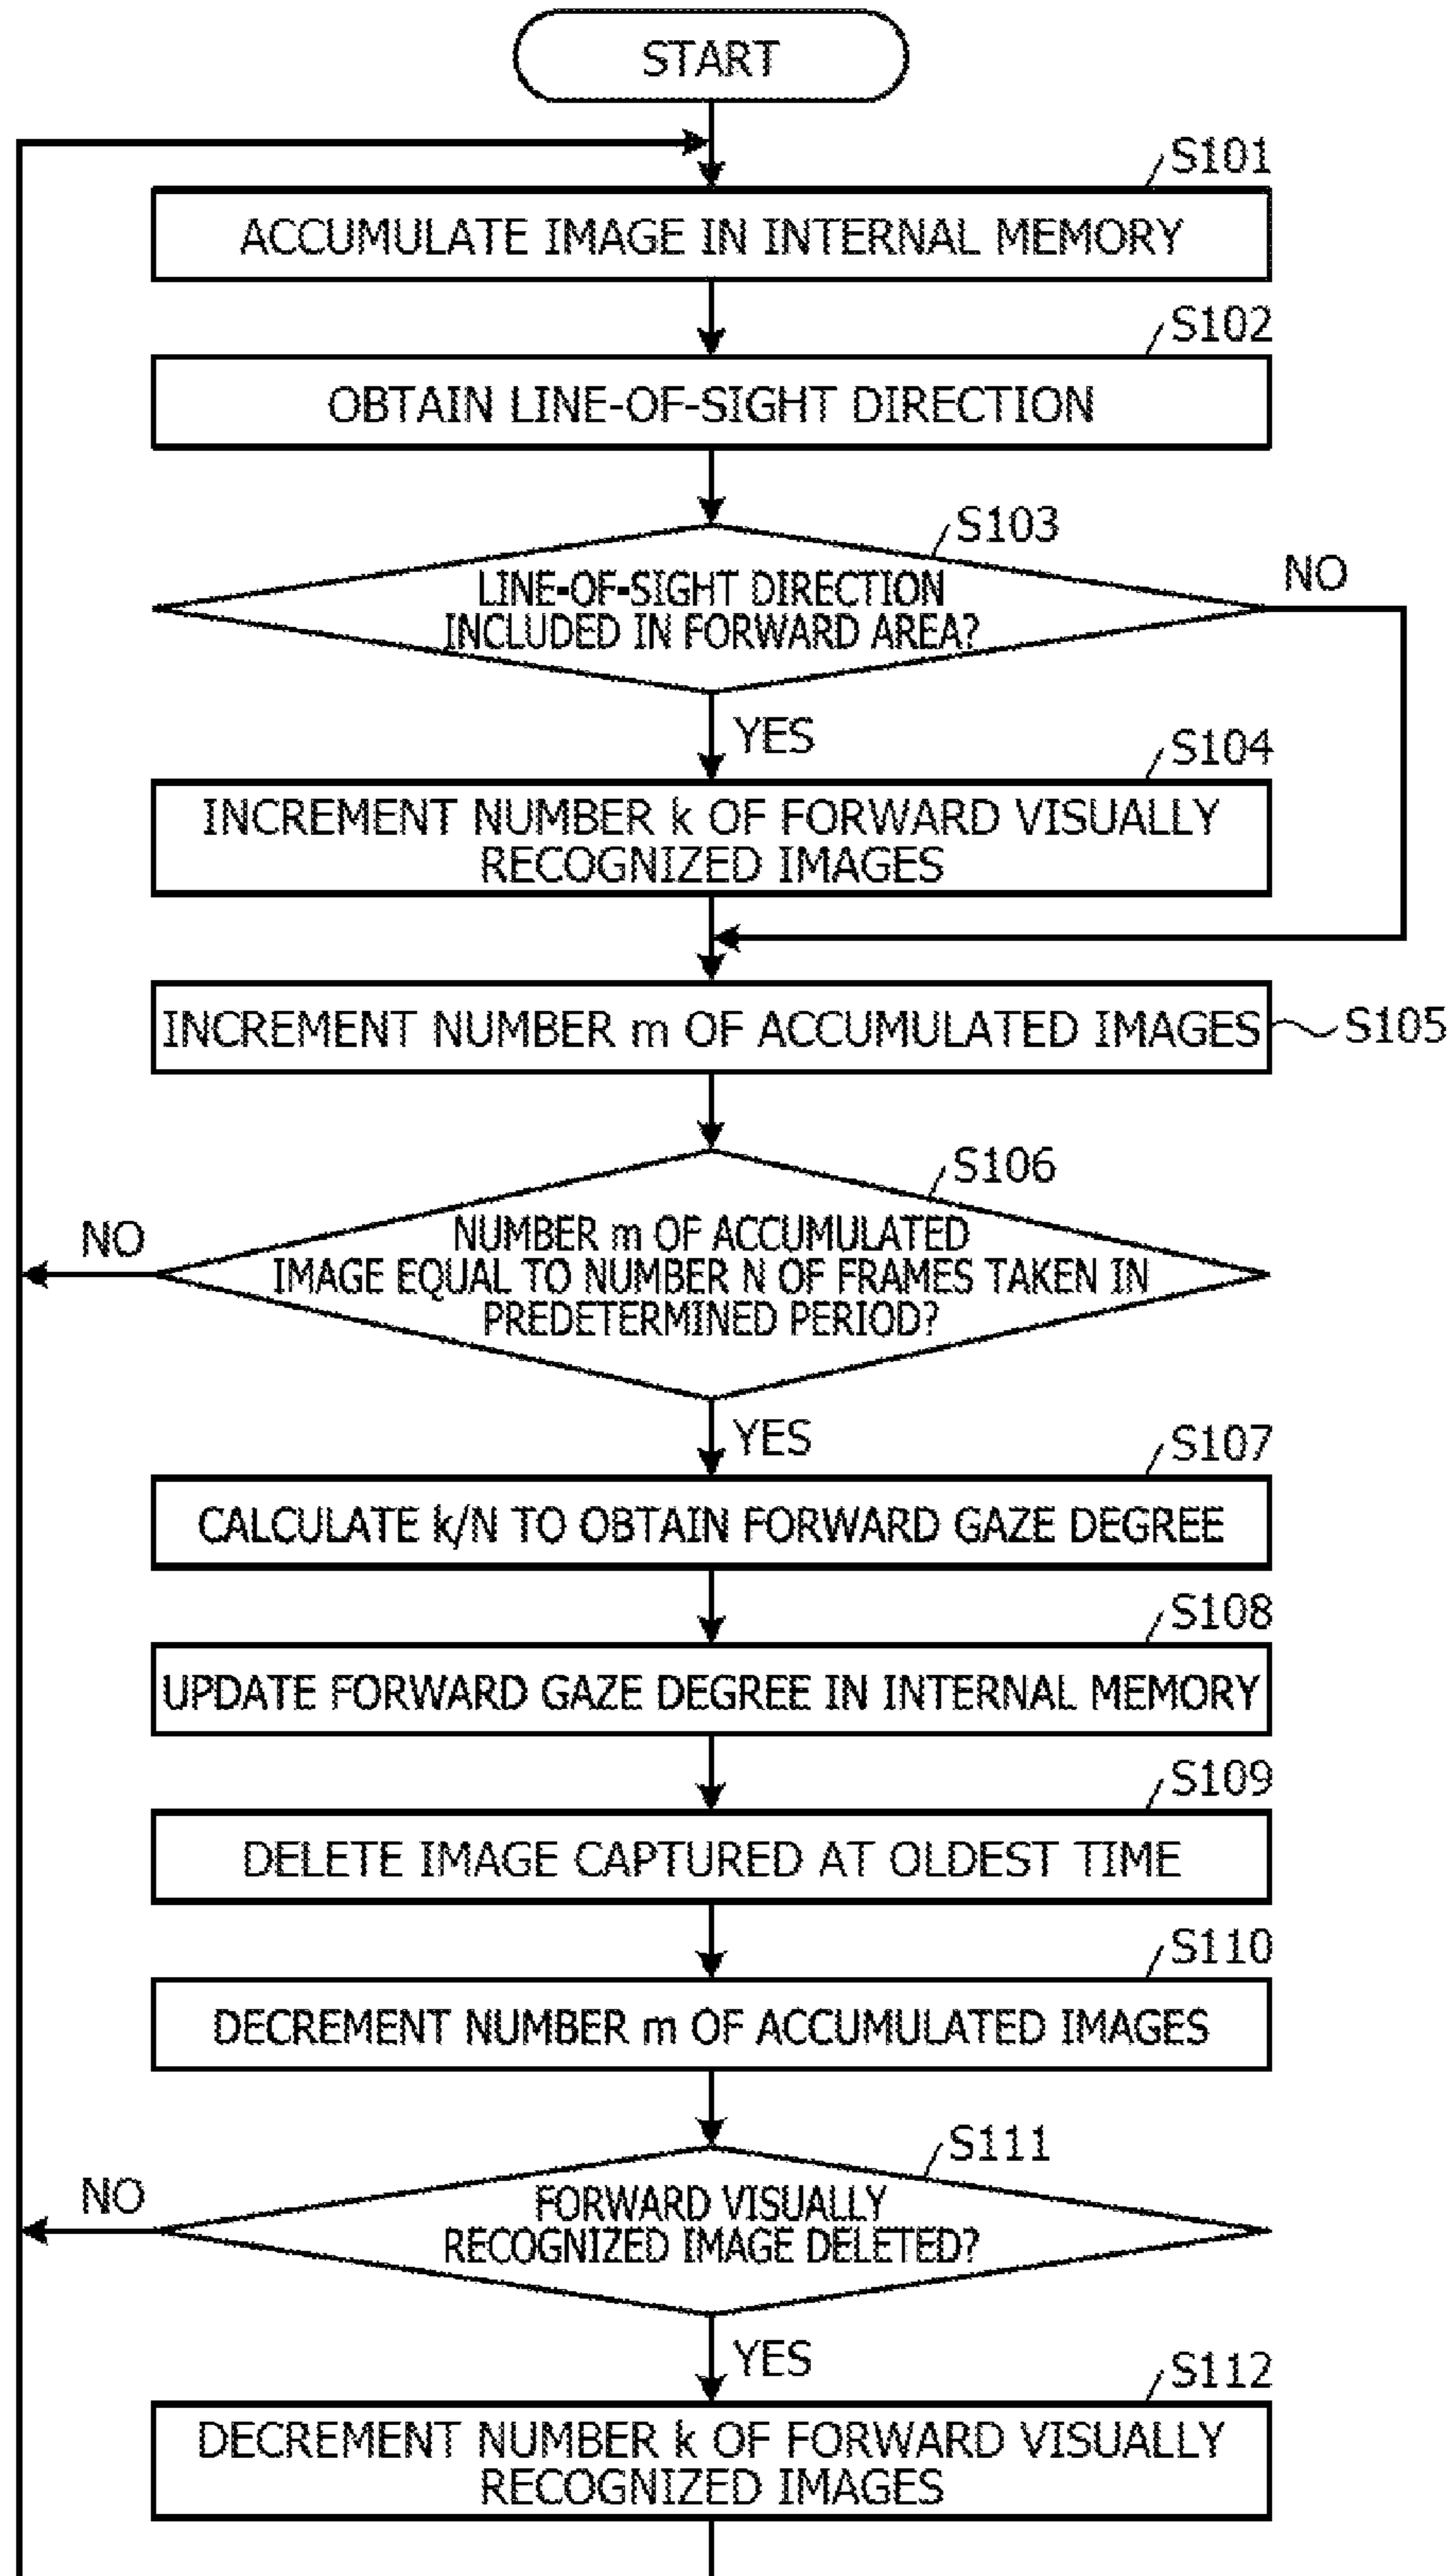 START
S101
ACCUMULATE IMAGE IN INTERNAL MEMORY
S102
OBTAIN LINE-OF-SIGHT DIRECTION
S103
LINE-OF-SIGHT DIRECTION
INCLUDED IN FORWARD AREA?
NO
YES
S104
INCREMENT NUMBER k OF FORWARD VISUALLY
RECOGNIZED IMAGES
INCREMENT NUMBER m OF ACCUMULATED IMAGES
S105
S106
NO
NUMBER m OF ACCUMULATED
IMAGE EQUAL TO NUMBER N OF FRAMES TAKEN IN
PREDETERMINED PERIOD?
YES
S107
CALCULATE k/N TO OBTAIN FORWARD GAZE DEGREE
S108
UPDATE FORWARD GAZE DEGREE IN INTERNAL MEMORY
S109
DELETE IMAGE CAPTURED AT OLDEST TIME
S110
DECREMENT NUMBER m OF ACCUMULATED IMAGES
S111
NO
FORWARD VISUALLY
RECOGNIZED IMAGE DELETED?
YES
S112
DECREMENT NUMBER k OF FORWARD VISUALLY
RECOGNIZED IMAGES